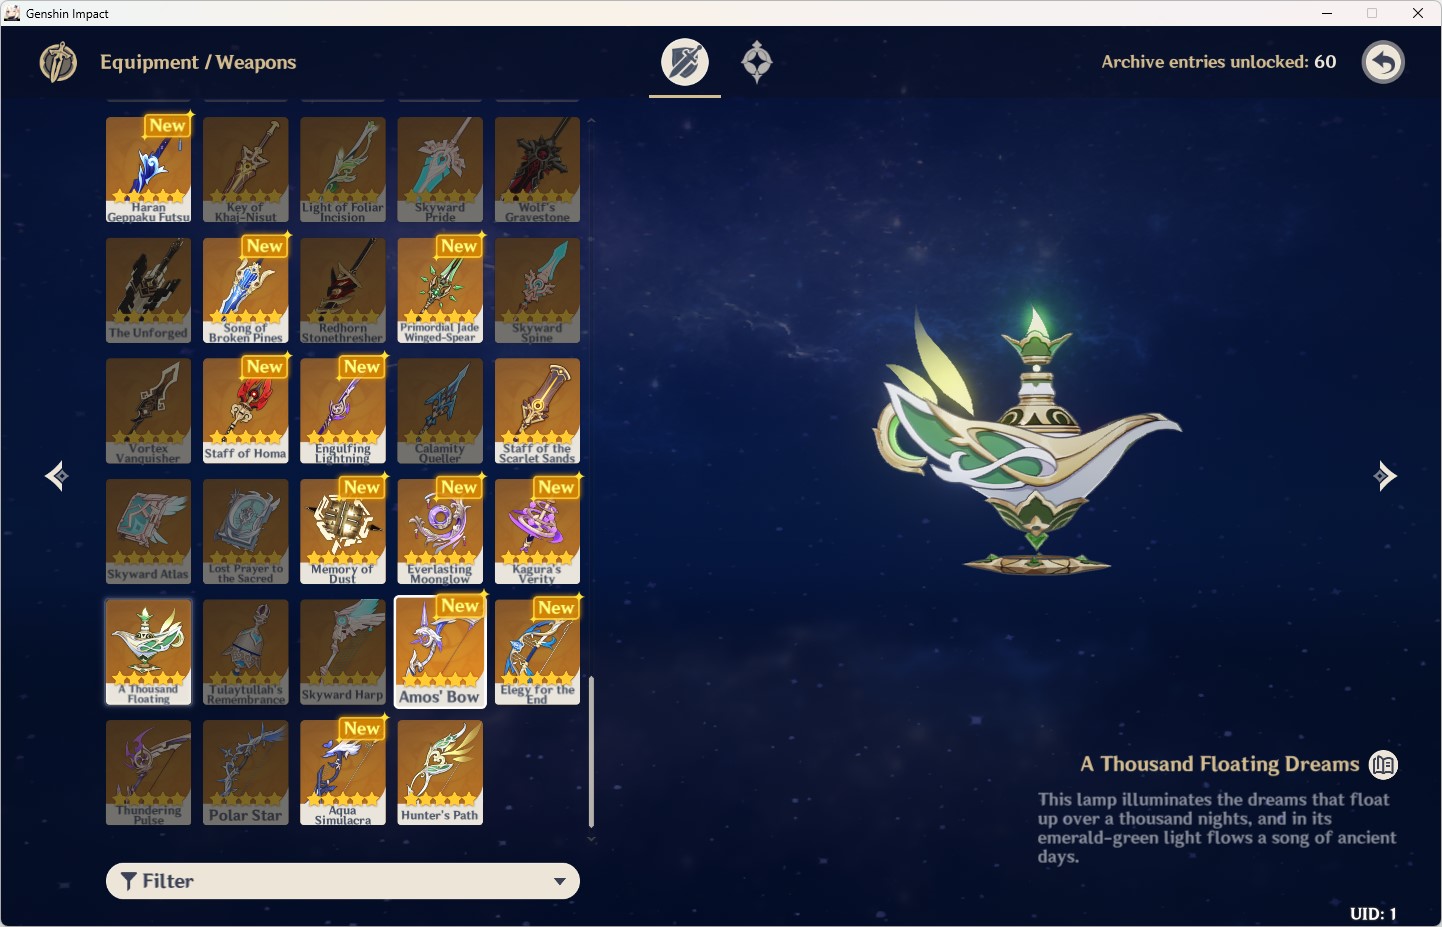 Genshin Impact
Equipment / Weapons
Archive entries unlocked: 60
New
Haran
Geppaku Futsu
Key of
Khaj-Nisut
Light of Foliar
Incision
Skyward
Pride
Wolf's
Gravestone
New
New
The Unforged
Song of
Broken Pines
Redhorn
Stonethresher
Primordial Jade
Winged-Spear
Skyward
Spine
New
New
Vortex
Vanquisher
Staff of Homa
Engulfing
Lightning
Calamity
Queller
Staff of the
Scarlet Sands
New
New
New
Skyward Atlas
Lost Prayer to
the Sacred
Memory of
Dust
Everlasting
Moonglow
Kagura's
Verity
New
New
A Thousand
Floating
Tulaytullah's
Remembrance
Skyward Harp
Amos' Bow
Elegy for the
End
New
Thundering
Pulse
Polar Star
Aqua
Simulacra
Hunter's Path
Filter
A Thousand Floating Dreams
This lamp illuminates the dreams that float
up over a thousand nights, and in its
emerald-green light flows a song of ancient
days.
UID: 1